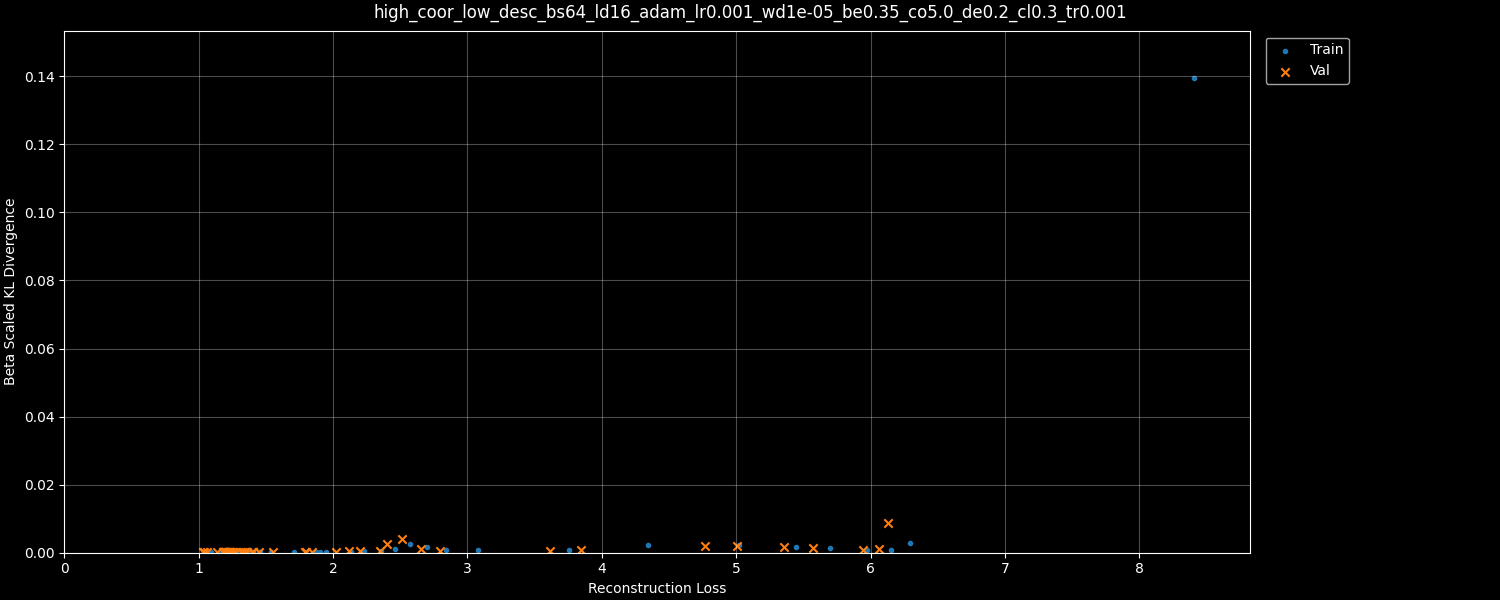 high_coor_low_desc_bs64_ld16_adam_lr0.001_wd1e-05_be0.35_co5.0_de0.2_cl0.3_tr0.001
Train
Val
0.14
0.12
0.10
0.08
0.06
0.04
0.02
0.00
Beta Scaled KL Divergence
0 1 2 3 4 5 6 7 8
Reconstruction Loss